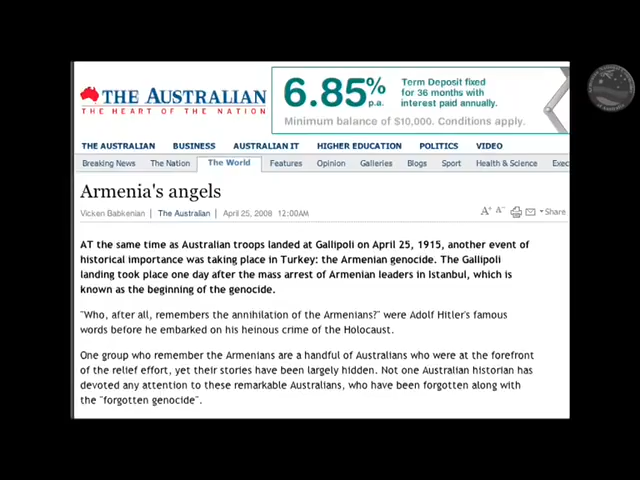 THE AUSTRALIAN
THE HEART OF THE NATION
6.85% p.a.
Term Deposit fixed
for 36 months with
interest paid annually.
Minimum balance of $10,000. Conditions apply.
THE AUSTRALIAN BUSINESS AUSTRALIAN IT HIGHER EDUCATION POLITICS VIDEO
Breaking News The Nation The World Features Opinion Galleries Blogs Sport Health & Science Exec
Armenia's angels
Vicken Babkenian | The Australian | April 25, 2008 12:00AM
A+ A- Share
AT the same time as Australian troops landed at Gallipoli on April 25, 1915, another event of
historical importance was taking place in Turkey: the Armenian genocide. The Gallipoli
landing took place one day after the mass arrest of Armenian leaders in Istanbul, which is
known as the beginning of the genocide.
"Who, after all, remembers the annihilation of the Armenians?" were Adolf Hitler's famous
words before he embarked on his heinous crime of the Holocaust.
One group who remember the Armenians are a handful of Australians who were at the forefront
of the relief effort, yet their stories have been largely hidden. Not one Australian historian has
devoted any attention to these remarkable Australians, who have been forgotten along with
the "forgotten genocide".